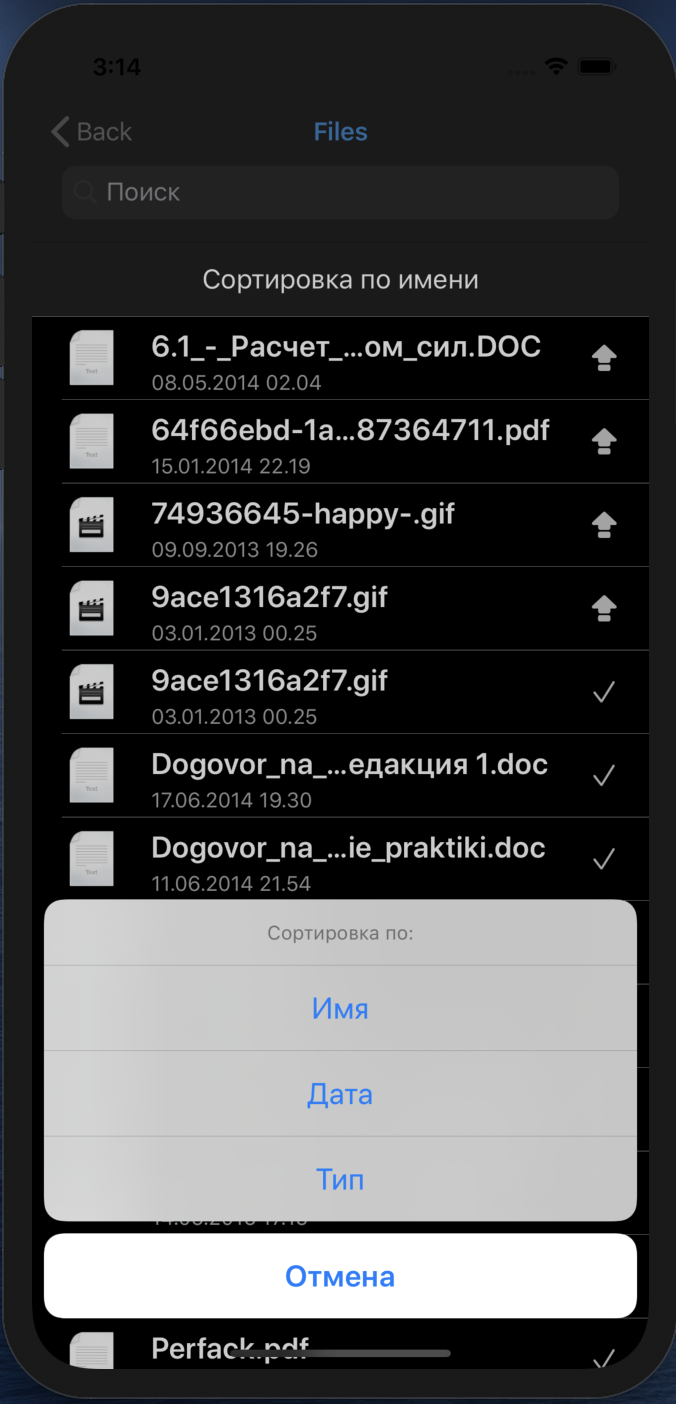 3:14
Back
Files
Поиск
Сортировка по имени
6.1_-_Расчет_...ом_сил.DOC
08.05.2014 02.04
64f66ebd-1a...87364711.pdf
15.01.2014 22.19
74936645-happy-.gif
09.09.2013 19.26
9ace1316a2f7.gif
03.01.2013 00.25
9ace1316a2f7.gif
03.01.2013 00.25
Dogovor_na_...едакция 1.doc
17.06.2014 19.30
Dogovor_na_...ie_praktiki.doc
11.06.2014 21.54
Сортировка по:
Имя
Дата
Тип
Отмена
Perfack.pdf